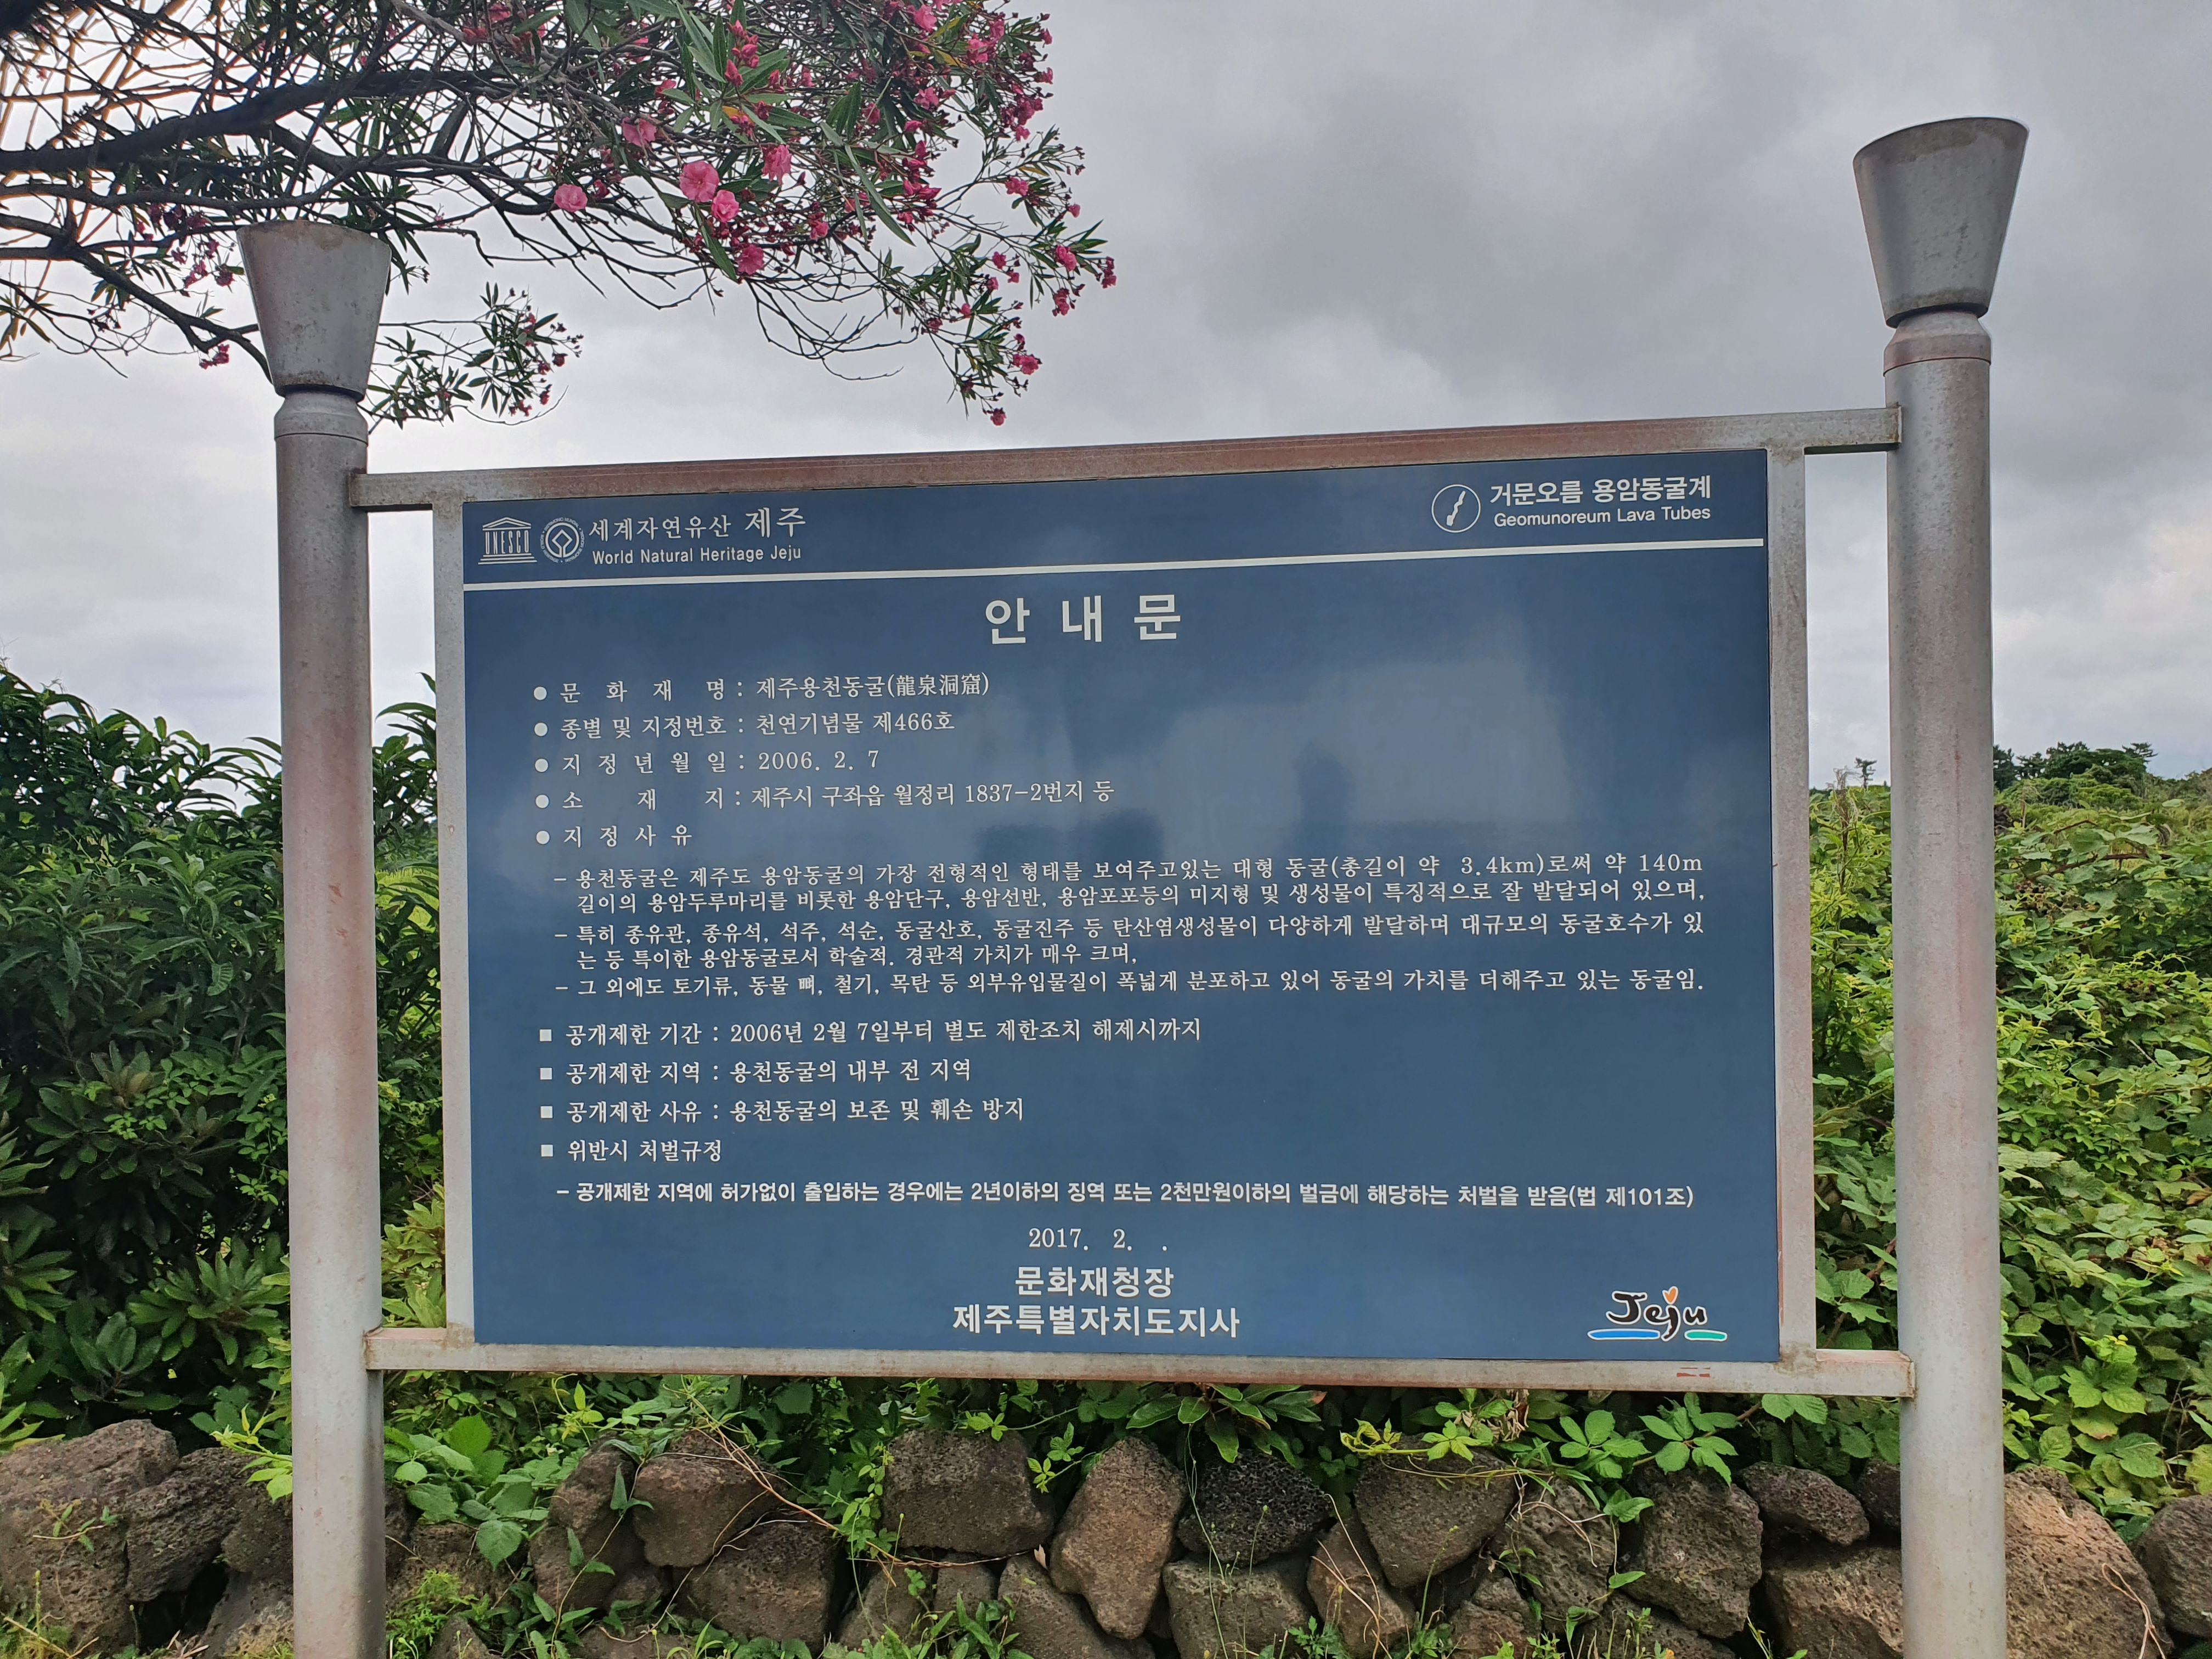 UNESCO
세계자연유산 제주
World Natural Heritage Jeju
거문오름 용암동굴계
Geomunoreum Lava Tubes
안 내 문
● 문 화 재 명 : 제주용천동굴(龍泉洞窟)
● 종별 및 지정번호 : 천연기념물 제466호
● 지 정 년 월 일 : 2006. 2. 7
● 소 재 지 : 제주시 구좌읍 월정리 1837-2번지 등
● 지 정 사 유
- 용천동굴은 제주도 용암동굴의 가장 전형적인 형태를 보여주고있는 대형 동굴(총길이 약 3.4km)로써 약 140m
길이의 용암두루마리를 비롯한 용암단구, 용암선반, 용암포포등의 미지형 및 생성물이 특징적으로 잘 발달되어 있으며,
- 특히 종유관, 종유석, 석주, 석순, 동굴산호, 동굴진주 등 탄산염생성물이 다양하게 발달하며 대규모의 동굴호수가 있
는 등 특이한 용암동굴로서 학술적. 경관적 가치가 매우 크며,
- 그 외에도 토기류, 동물 뼈, 철기, 목탄 등 외부유입물질이 폭넓게 분포하고 있어 동굴의 가치를 더해주고 있는 동굴임.
■ 공개제한 기간 : 2006년 2월 7일부터 별도 제한조치 해제시까지
■ 공개제한 지역 : 용천동굴의 내부 전 지역
■ 공개제한 사유 : 용천동굴의 보존 및 훼손 방지
■ 위반시 처벌규정
- 공개제한 지역에 허가없이 출입하는 경우에는 2년이하의 징역 또는 2천만원이하의 벌금에 해당하는 처벌을 받음(법 제101조)
2017. 2. .
문화재청장
제주특별자치도지사
Jeju